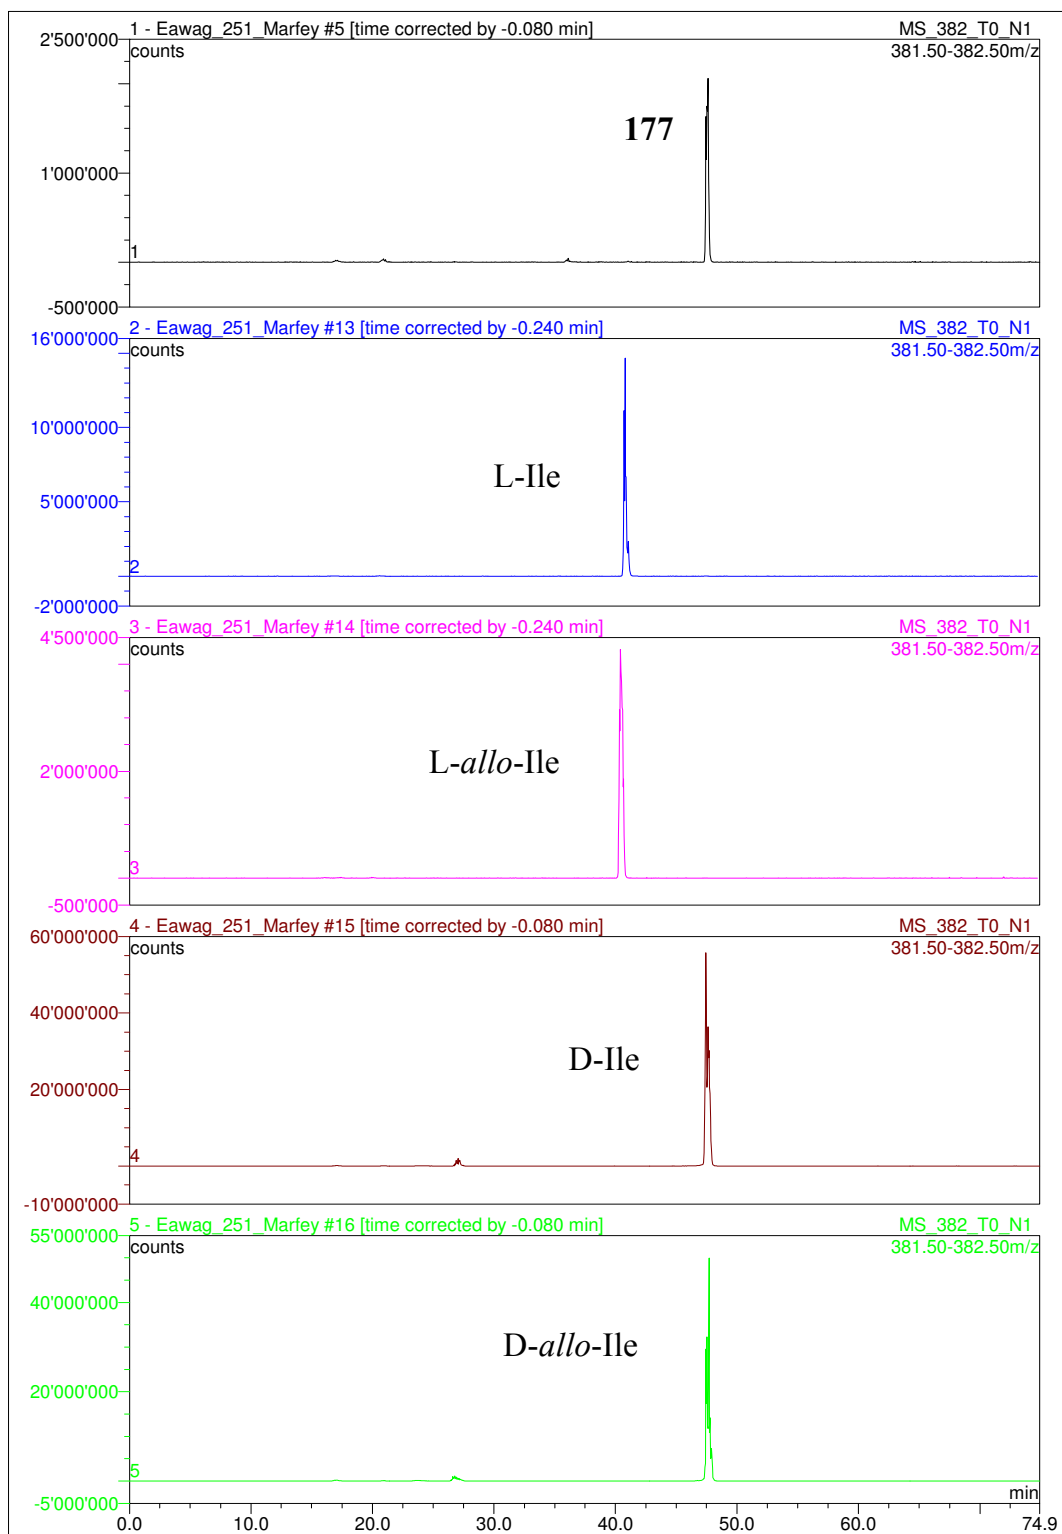 1 - Eawag_251_Marfey #5 [time corrected by -0.080 min] MS_382_T0_N1
2'500'000 counts 381.50-382.50m/z
177
1'000'000
1
-500'000
2 - Eawag_251_Marfey #13 [time corrected by -0.240 min] MS_382_T0_N1
16'000'000 counts 381.50-382.50m/z
10'000'000
L-Ile
5'000'000
2
-2'000'000
3 - Eawag_251_Marfey #14 [time corrected by -0.240 min] MS_382_T0_N1
4'500'000 counts 381.50-382.50m/z
L-allo-Ile
2'000'000
3
-500'000
4 - Eawag_251_Marfey #15 [time corrected by -0.080 min] MS_382_T0_N1
60'000'000 counts 381.50-382.50m/z
40'000'000
D-Ile
20'000'000
4
-10'000'000
5 - Eawag_251_Marfey #16 [time corrected by -0.080 min] MS_382_T0_N1
55'000'000 counts 381.50-382.50m/z
40'000'000
D-allo-Ile
20'000'000
5
-5'000'000 min
0.0 10.0 20.0 30.0 40.0 50.0 60.0 74.9